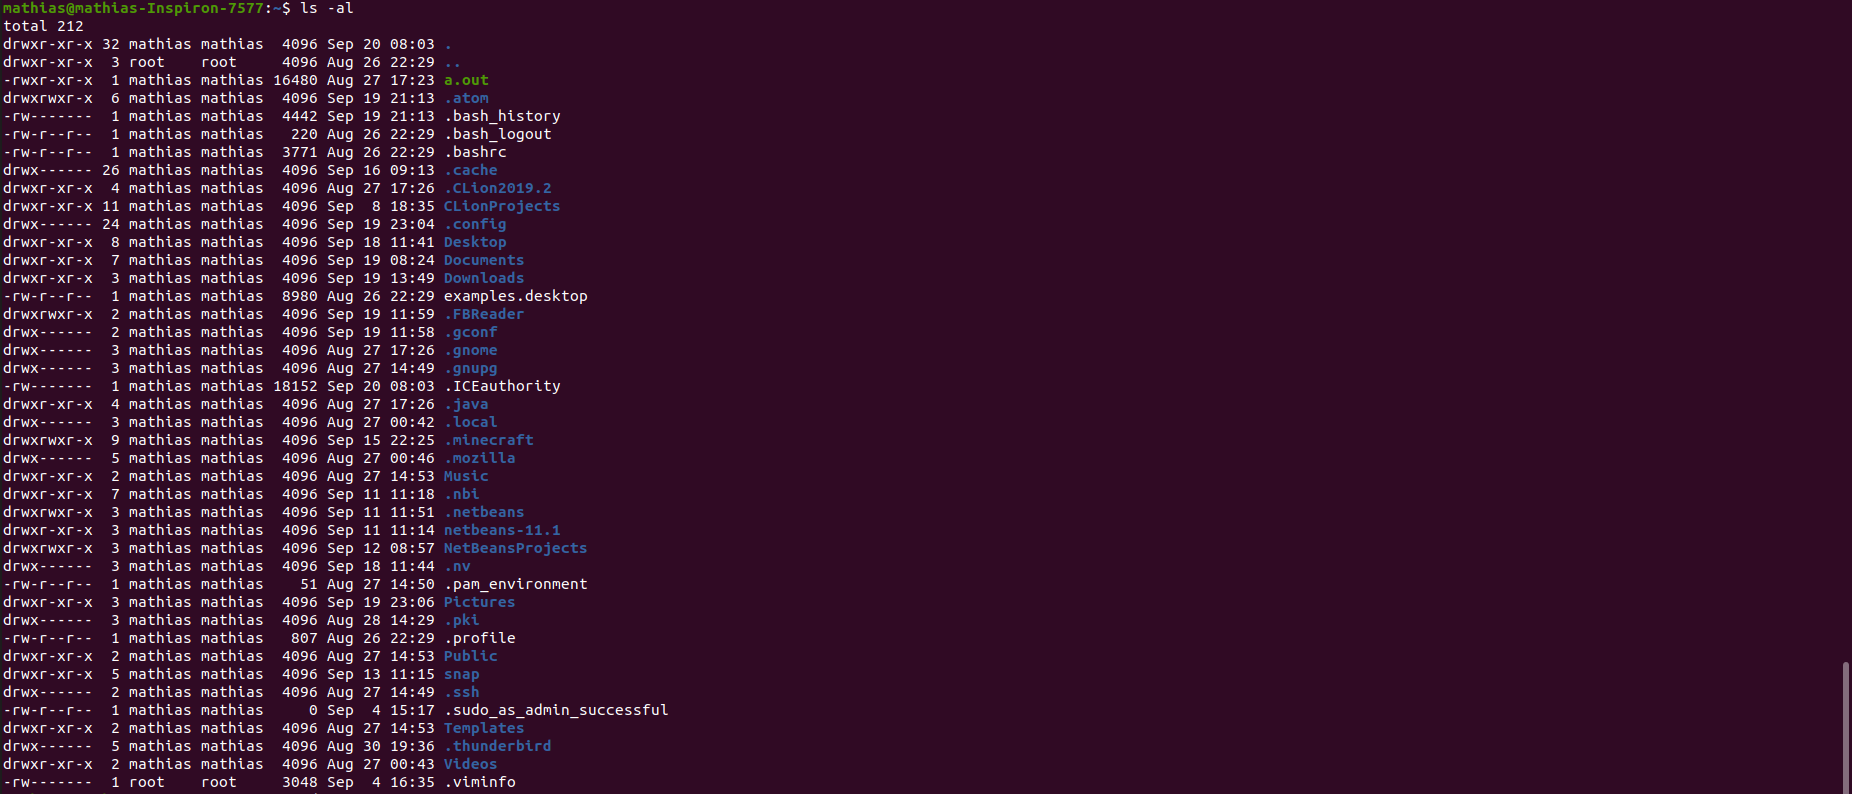 mathias@mathias-Inspiron-7577:~$ ls -al
total 212
drwxr-xr-x 32 mathias mathias  4096 Sep 20 08:03 .
drwxr-xr-x  3 root    root     4096 Aug 26 22:29 ..
-rwxr-xr-x  1 mathias mathias 16480 Aug 27 17:23 a.out
drwxrwxr-x  6 mathias mathias  4096 Sep 19 21:13 .atom
-rw-------  1 mathias mathias  4442 Sep 19 21:13 .bash_history
-rw-r--r--  1 mathias mathias   220 Aug 26 22:29 .bash_logout
-rw-r--r--  1 mathias mathias  3771 Aug 26 22:29 .bashrc
drwx------ 26 mathias mathias  4096 Sep 16 09:13 .cache
drwxr-xr-x  4 mathias mathias  4096 Aug 27 17:26 .CLion2019.2
drwxr-xr-x 11 mathias mathias  4096 Sep  8 18:35 CLionProjects
drwx------ 24 mathias mathias  4096 Sep 19 23:04 .config
drwxr-xr-x  8 mathias mathias  4096 Sep 18 11:41 Desktop
drwxr-xr-x  7 mathias mathias  4096 Sep 19 08:24 Documents
drwxr-xr-x  3 mathias mathias  4096 Sep 19 13:49 Downloads
-rw-r--r--  1 mathias mathias  8980 Aug 26 22:29 examples.desktop
drwxrwxr-x  2 mathias mathias  4096 Sep 19 11:59 .FBReader
drwx------  2 mathias mathias  4096 Sep 19 11:58 .gconf
drwx------  3 mathias mathias  4096 Aug 27 17:26 .gnome
drwx------  3 mathias mathias  4096 Aug 27 14:49 .gnupg
-rw-------  1 mathias mathias 18152 Sep 20 08:03 .ICEauthority
drwxr-xr-x  4 mathias mathias  4096 Aug 27 17:26 .java
drwx------  3 mathias mathias  4096 Aug 27 00:42 .local
drwxrwxr-x  9 mathias mathias  4096 Sep 15 22:25 .minecraft
drwx------  5 mathias mathias  4096 Aug 27 00:46 .mozilla
drwxr-xr-x  2 mathias mathias  4096 Aug 27 14:53 Music
drwxr-xr-x  7 mathias mathias  4096 Sep 11 11:18 .nbi
drwxrwxr-x  3 mathias mathias  4096 Sep 11 11:51 .netbeans
drwxr-xr-x  3 mathias mathias  4096 Sep 11 11:14 netbeans-11.1
drwxrwxr-x  3 mathias mathias  4096 Sep 12 08:57 NetBeansProjects
drwx------  3 mathias mathias  4096 Sep 18 11:44 .nv
-rw-r--r--  1 mathias mathias    51 Aug 27 14:50 .pam_environment
drwxr-xr-x  3 mathias mathias  4096 Sep 19 23:06 Pictures
drwx------  3 mathias mathias  4096 Aug 28 14:29 .pki
-rw-r--r--  1 mathias mathias   807 Aug 26 22:29 .profile
drwxr-xr-x  2 mathias mathias  4096 Aug 27 14:53 Public
drwxr-xr-x  5 mathias mathias  4096 Sep 13 11:15 snap
drwx------  2 mathias mathias  4096 Aug 27 14:49 .ssh
-rw-r--r--  1 mathias mathias     0 Sep  4 15:17 .sudo_as_admin_successful
drwxr-xr-x  2 mathias mathias  4096 Aug 27 14:53 Templates
drwx------  5 mathias mathias  4096 Aug 30 19:36 .thunderbird
drwxr-xr-x  2 mathias mathias  4096 Aug 27 00:43 Videos
-rw-------  1 root    root     3048 Sep  4 16:35 .viminfo